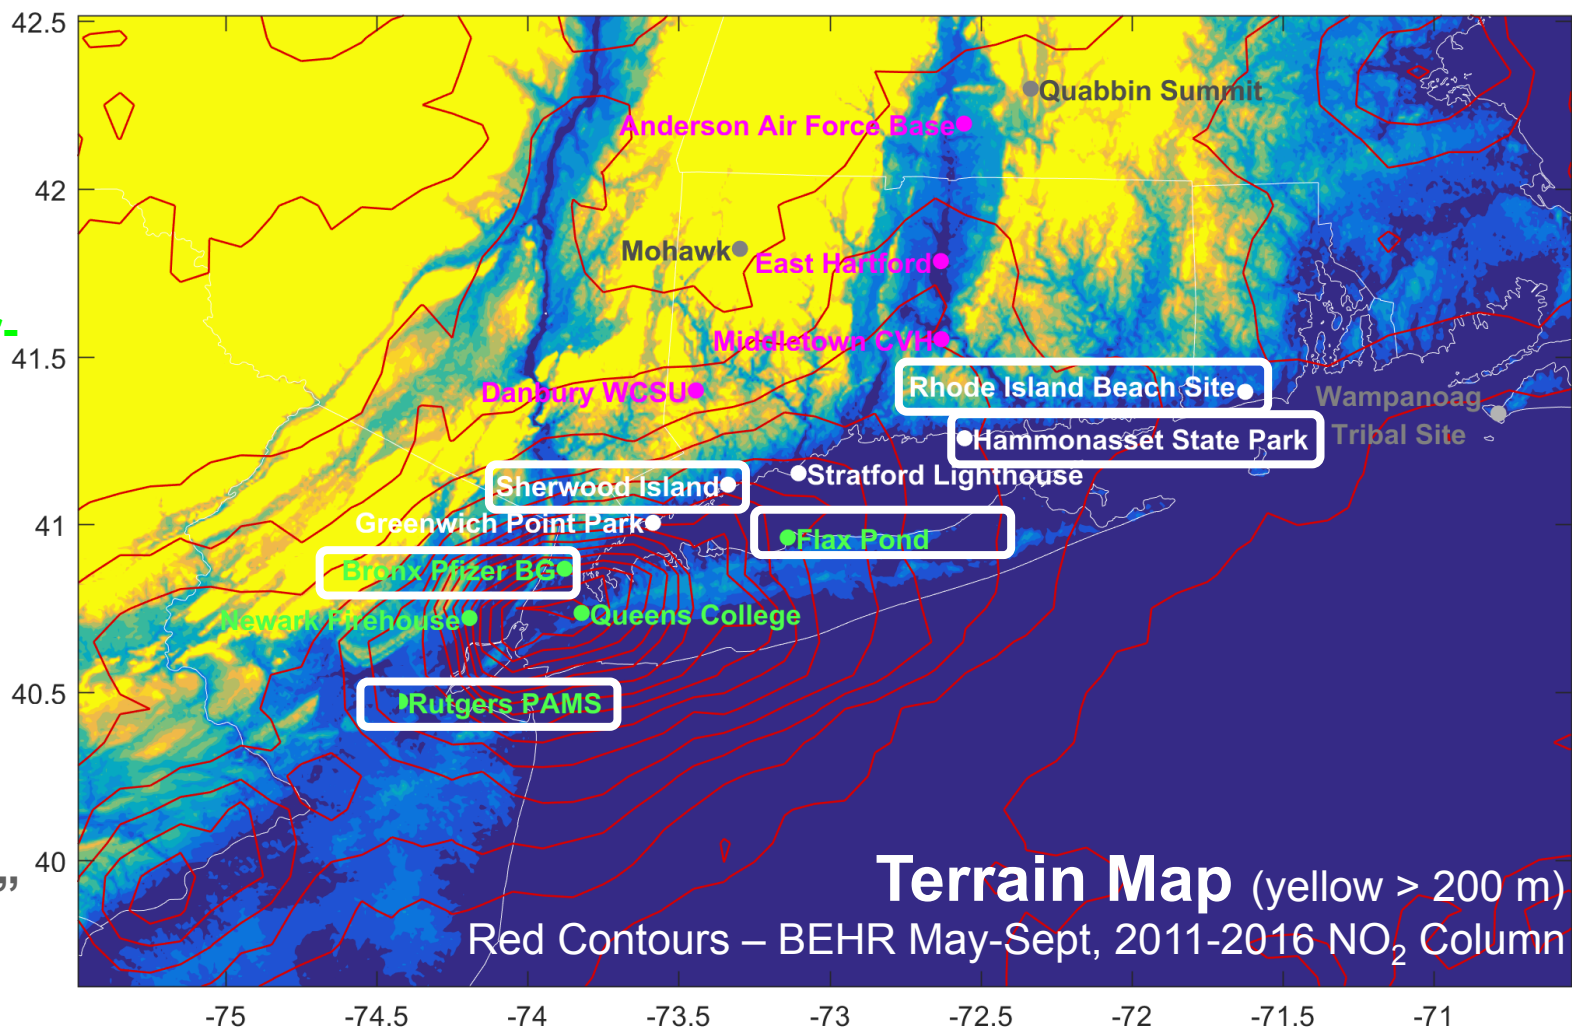 42.5
Quabbin Summit
Anderson Air Force Base
42
Mohawk
East Hartford
-
Middletown CVH
41.5
Danbury WCSU
Rhode Island Beach Site
Wampanoag
Tribal Site
Hammonasset State Park
Stratford Lighthouse
Sherwood Island
Greenwich Point Park
41
Flax Pond
Bronx Pfizer BG
Newark Firehouse
Queens College
40.5
Rutgers PAMS
40
”
Terrain Map (yellow > 200 m)
Red Contours – BEHR May-Sept, 2011-2016 NO₂ Column
-75 -74.5 -74 -73.5 -73 -72.5 -72 -71.5 -71